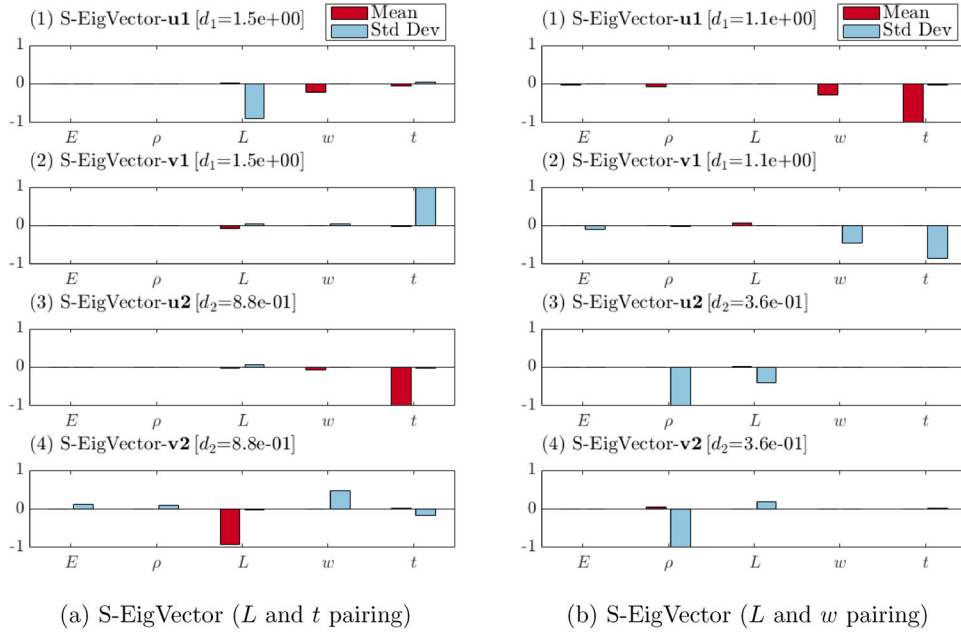 (1) S-EigVector-u1 [d₁=1.5e+00]
Mean
Std Dev
1
0
-1
E ρ L w t
(2) S-EigVector-v1 [d₁=1.5e+00]
1
0
-1
E ρ L w t
(3) S-EigVector-u2 [d₂=8.8e-01]
1
0
-1
E ρ L w t
(4) S-EigVector-v2 [d₂=8.8e-01]
1
0
-1
E ρ L w t
(a) S-EigVector (L and t pairing)
(1) S-EigVector-u1 [d₁=1.1e+00]
Mean
Std Dev
1
0
-1
E ρ L w t
(2) S-EigVector-v1 [d₁=1.1e+00]
1
0
-1
E ρ L w t
(3) S-EigVector-u2 [d₂=3.6e-01]
1
0
-1
E ρ L w t
(4) S-EigVector-v2 [d₂=3.6e-01]
1
0
-1
E ρ L w t
(b) S-EigVector (L and w pairing)